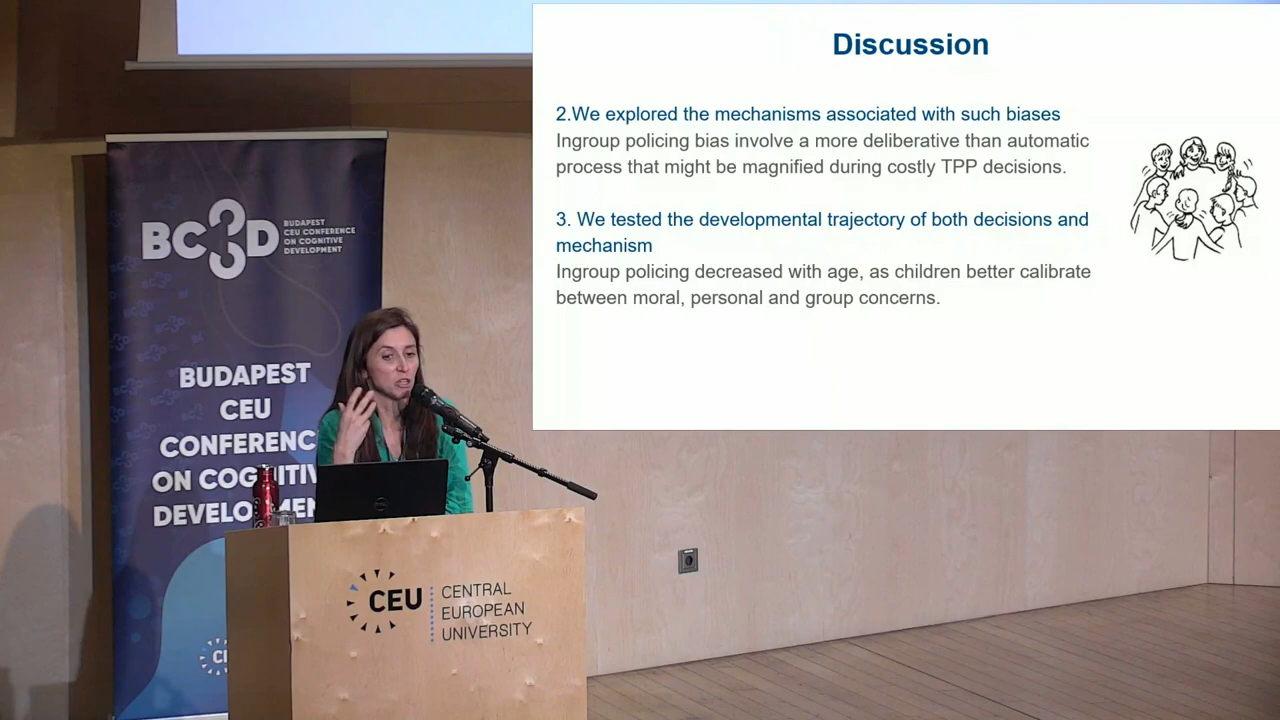 Discussion
2.We explored the mechanisms associated with such biases
Ingroup policing bias involve a more deliberative than automatic
process that might be magnified during costly TPP decisions.
3. We tested the developmental trajectory of both decisions and
mechanism
Ingroup policing decreased with age, as children better calibrate
between moral, personal and group concerns.
BC3D
BUDAPEST
CEU CONFERENCE
ON COGNITIVE
DEVELOPMENT
BUDAPEST
CEU
CONFERENC
ON COGNITIV
DEVELOPMEN
CEU
CENTRAL
EUROPEAN
UNIVERSITY